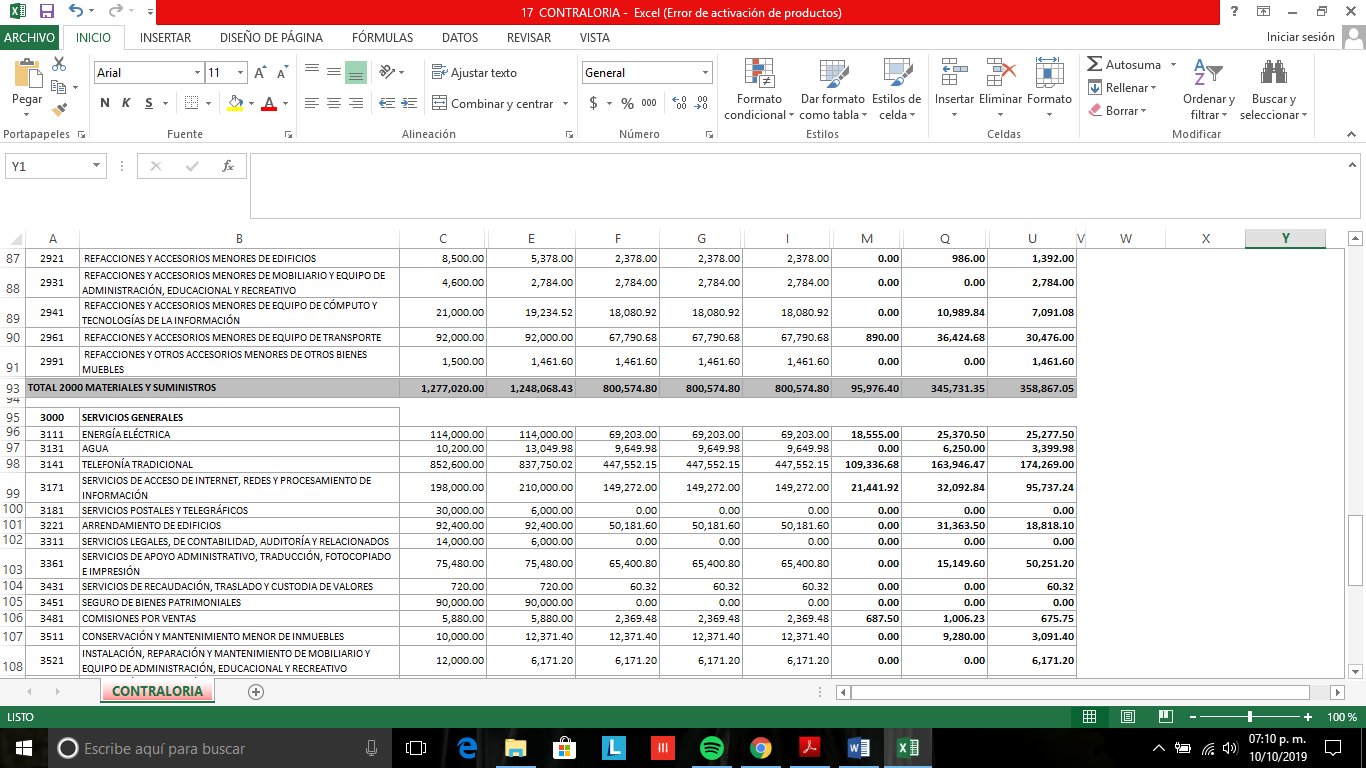 17 CONTRALORIA - Excel (Error de activación de productos)
ARCHIVO INICIO INSERTAR DISEÑO DE PÁGINA FÓRMULAS DATOS REVISAR VISTA Iniciar sesión
Pegar
Arial 11
N K S
Ajustar texto
Combinar y centrar
General
$ % 000
Formato condicional
Dar formato como tabla
Estilos de celda
Insertar Eliminar Formato
Autosuma
Rellenar
Borrar
Ordenar y filtrar
Buscar y seleccionar
Portapapeles Fuente Alineación Número Estilos Celdas Modificar
Y1 fx
A B C E F G I M Q U V W X Y
87 2921 REFACCIONES Y ACCESORIOS MENORES DE EDIFICIOS 8,500.00 5,378.00 2,378.00 2,378.00 2,378.00 0.00 986.00 1,392.00
88 2931 REFACCIONES Y ACCESORIOS MENORES DE MOBILIARIO Y EQUIPO DE
ADMINISTRACIÓN, EDUCACIONAL Y RECREATIVO 4,600.00 2,784.00 2,784.00 2,784.00 2,784.00 0.00 0.00 2,784.00
89 2941 REFACCIONES Y ACCESORIOS MENORES DE EQUIPO DE CÓMPUTO Y
TECNOLOGÍAS DE LA INFORMACIÓN 21,000.00 19,234.52 18,080.92 18,080.92 18,080.92 0.00 10,989.84 7,091.08
90 2961 REFACCIONES Y ACCESORIOS MENORES DE EQUIPO DE TRANSPORTE 92,000.00 92,000.00 67,790.68 67,790.68 67,790.68 890.00 36,424.68 30,476.00
91 2991 REFACCIONES Y OTROS ACCESORIOS MENORES DE OTROS BIENES
MUEBLES 1,500.00 1,461.60 1,461.60 1,461.60 1,461.60 0.00 0.00 1,461.60
93 TOTAL 2000 MATERIALES Y SUMINISTROS 1,277,020.00 1,248,068.43 800,574.80 800,574.80 800,574.80 95,976.40 345,731.35 358,867.05
94
95 3000 SERVICIOS GENERALES
96 3111 ENERGÍA ELÉCTRICA 114,000.00 114,000.00 69,203.00 69,203.00 69,203.00 18,555.00 25,370.50 25,277.50
97 3131 AGUA 10,200.00 13,049.98 9,649.98 9,649.98 9,649.98 0.00 6,250.00 3,399.98
98 3141 TELEFONÍA TRADICIONAL 852,600.00 837,750.02 447,552.15 447,552.15 447,552.15 109,336.68 163,946.47 174,269.00
99 3171 SERVICIOS DE ACCESO DE INTERNET, REDES Y PROCESAMIENTO DE
INFORMACIÓN 198,000.00 210,000.00 149,272.00 149,272.00 149,272.00 21,441.92 32,092.84 95,737.24
100 3181 SERVICIOS POSTALES Y TELEGRÁFICOS 30,000.00 6,000.00 0.00 0.00 0.00 0.00 0.00 0.00
101 3221 ARRENDAMIENTO DE EDIFICIOS 92,400.00 92,400.00 50,181.60 50,181.60 50,181.60 0.00 31,363.50 18,818.10
102 3311 SERVICIOS LEGALES, DE CONTABILIDAD, AUDITORÍA Y RELACIONADOS 14,000.00 6,000.00 0.00 0.00 0.00 0.00 0.00 0.00
103 3361 SERVICIOS DE APOYO ADMINISTRATIVO, TRADUCCIÓN, FOTOCOPIADO
E IMPRESIÓN 75,480.00 75,480.00 65,400.80 65,400.80 65,400.80 0.00 15,149.60 50,251.20
104 3431 SERVICIOS DE RECAUDACIÓN, TRASLADO Y CUSTODIA DE VALORES 720.00 720.00 60.32 60.32 60.32 0.00 0.00 60.32
105 3451 SEGURO DE BIENES PATRIMONIALES 90,000.00 90,000.00 0.00 0.00 0.00 0.00 0.00 0.00
106 3481 COMISIONES POR VENTAS 5,880.00 5,880.00 2,369.48 2,369.48 2,369.48 687.50 1,006.23 675.75
107 3511 CONSERVACIÓN Y MANTENIMIENTO MENOR DE INMUEBLES 10,000.00 12,371.40 12,371.40 12,371.40 12,371.40 0.00 9,280.00 3,091.40
108 3521 INSTALACIÓN, REPARACIÓN Y MANTENIMIENTO DE MOBILIARIO Y
EQUIPO DE ADMINISTRACIÓN, EDUCACIONAL Y RECREATIVO 12,000.00 6,171.20 6,171.20 6,171.20 6,171.20 0.00 0.00 6,171.20
CONTRALORIA
LISTO 100 %
Escribe aquí para buscar
07:10 p. m.
10/10/2019